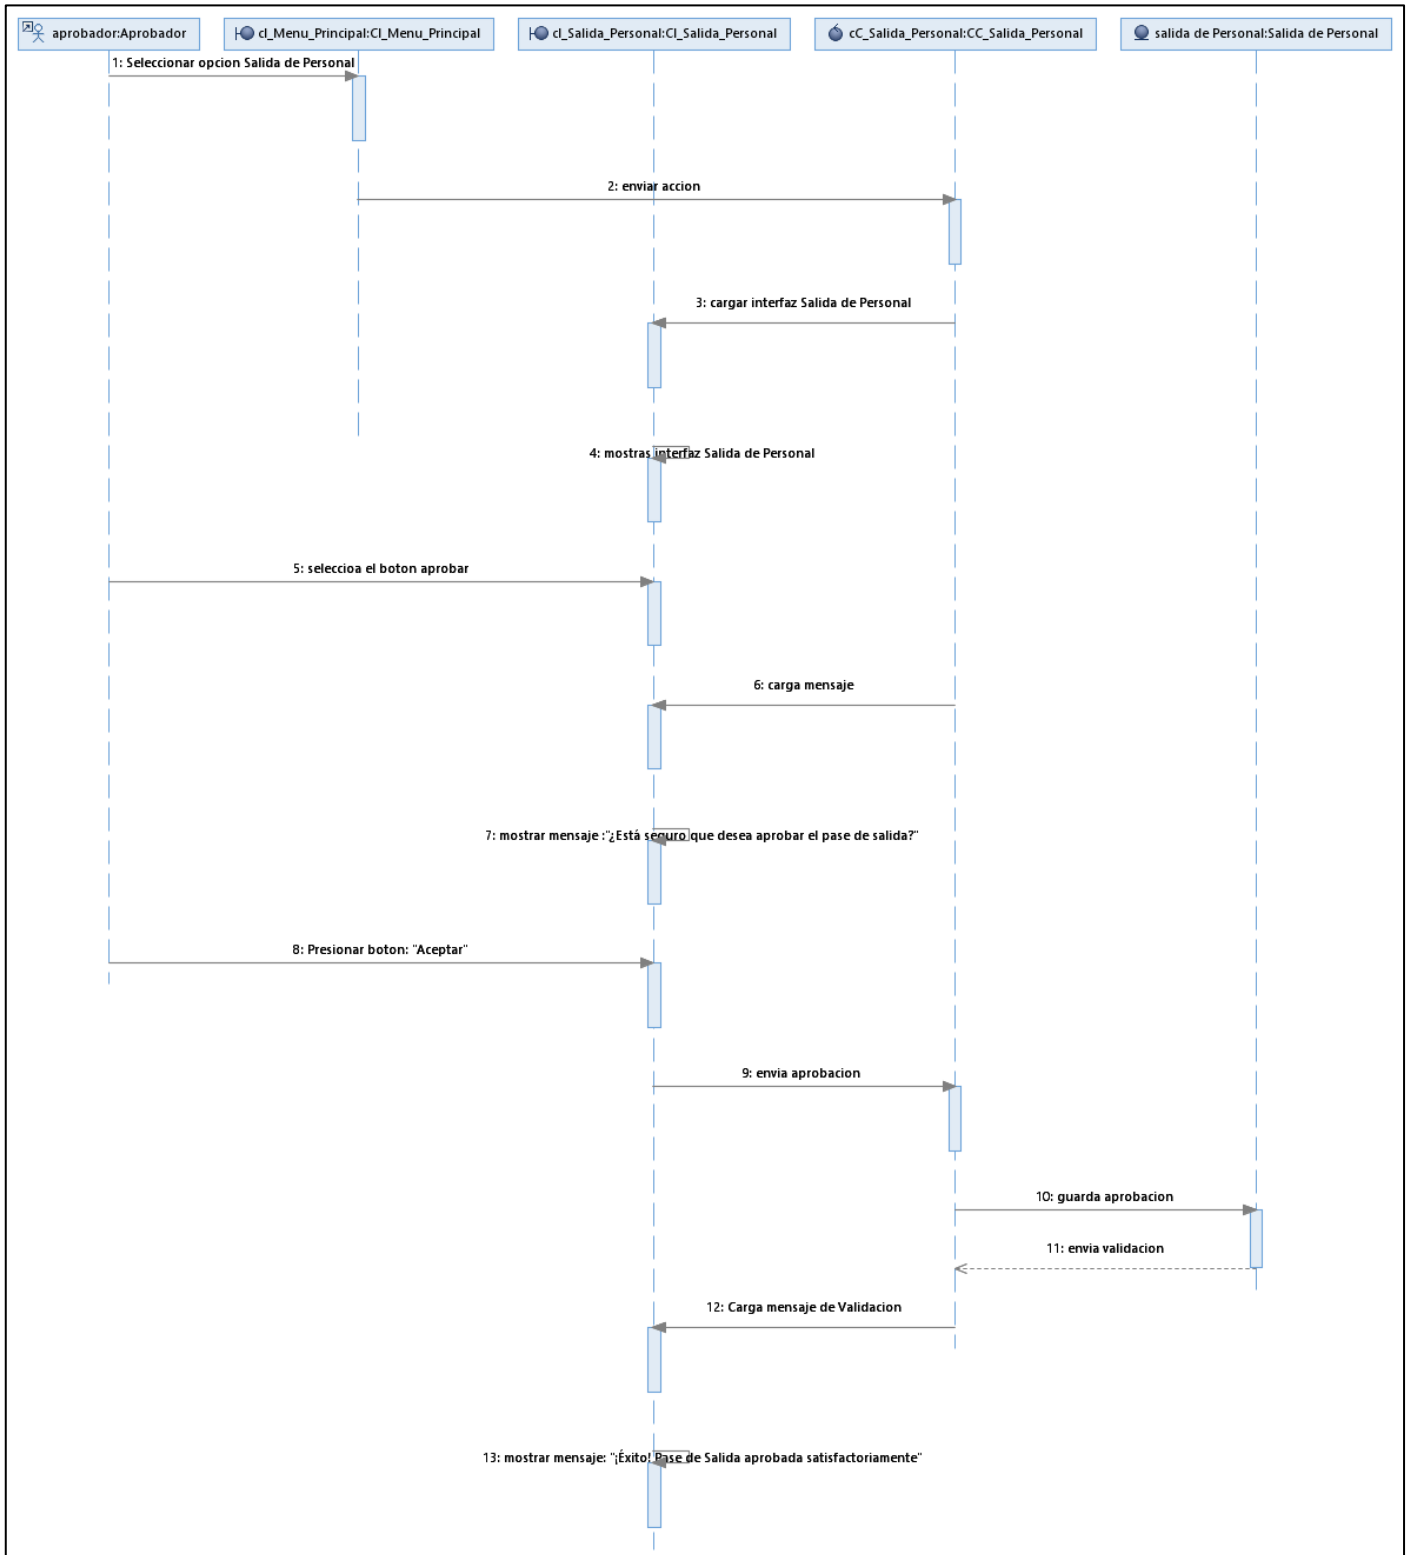 aprobador:Aprobador
cI_Menu_Principal:CI_Menu_Principal
cI_Salida_Personal:CI_Salida_Personal
cC_Salida_Personal:CC_Salida_Personal
salida de Personal:Salida de Personal
1: Seleccionar opcion Salida de Personal
2: enviar accion
3: cargar interfaz Salida de Personal
4: mostras interfaz Salida de Personal
5: seleccioa el boton aprobar
6: carga mensaje
7: mostrar mensaje :"¿Está seguro que desea aprobar el pase de salida?"
8: Presionar boton: "Aceptar"
9: envia aprobacion
10: guarda aprobacion
11: envia validacion
12: Carga mensaje de Validacion
13: mostrar mensaje: "¡Éxito! Pase de Salida aprobada satisfactoriamente"